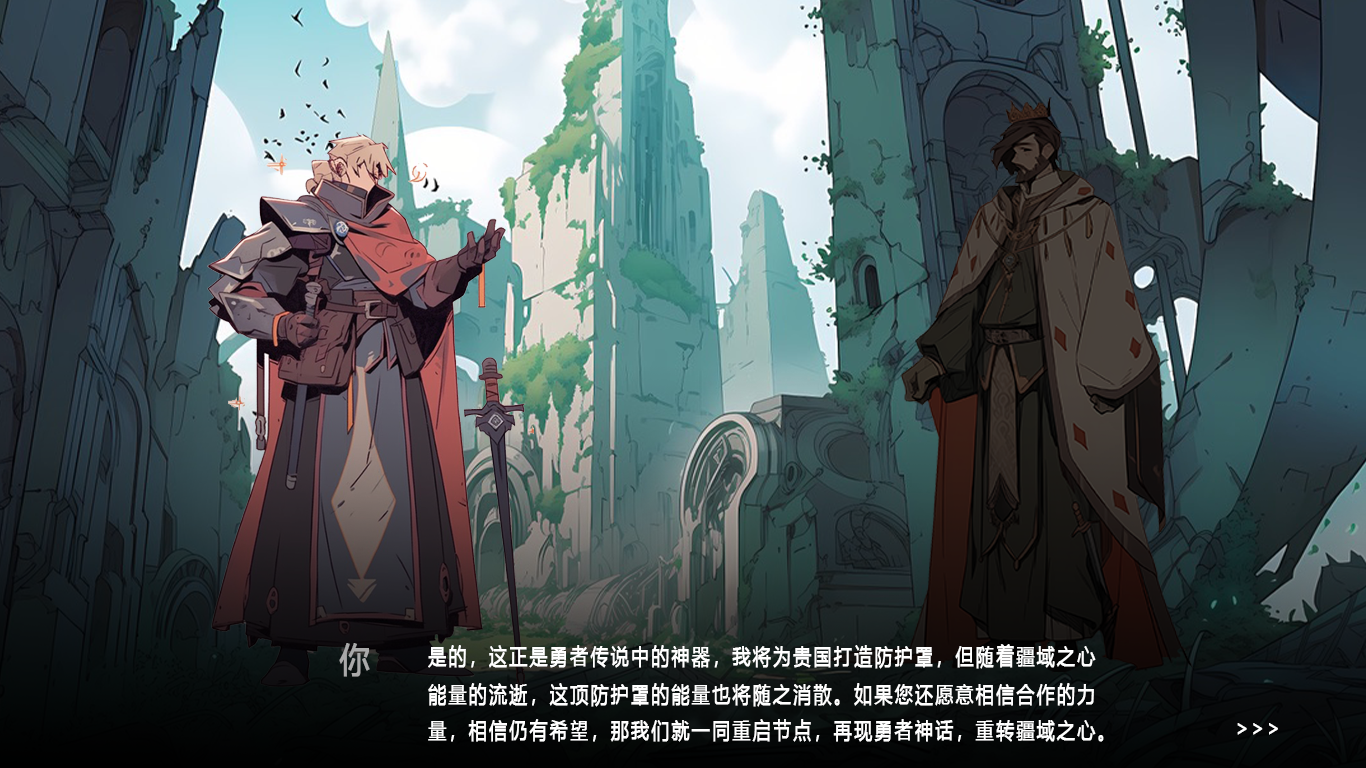 你
是的，这正是勇者传说中的神器，我将为贵国打造防护罩，但随着疆域之心
能量的流逝，这顶防护罩的能量也将随之消散。如果您还愿意相信合作的力
量，相信仍有希望，那我们就一同重启节点，再现勇者神话，重转疆域之心。
>>>